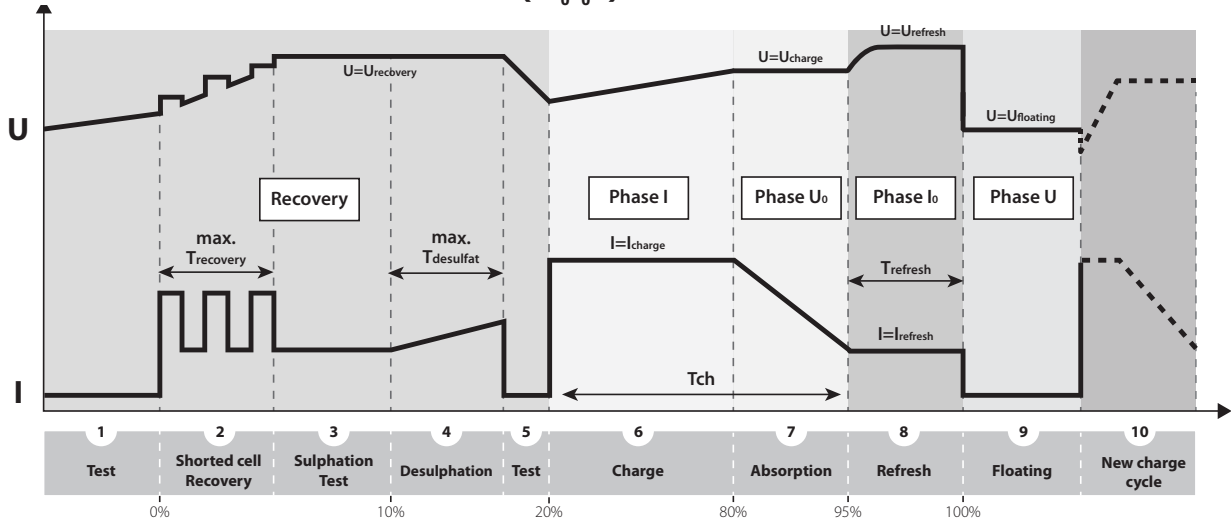 U=Urefresh
U=Ucharge
U=Urecovery
U
U=Ufloating
Recovery
Phase I
Phase U0
Phase I0
Phase U
max.
Trecovery
max.
Tdesulfat
I=Icharge
Trefresh
I=Irefresh
Tch
I
1 2 3 4 5 6 7 8 9 10
Test
Shorted cell
Recovery
Sulphation
Test
Desulphation
Test
Charge
Absorption
Refresh
Floating
New charge
cycle
0% 10% 20% 80% 95% 100%